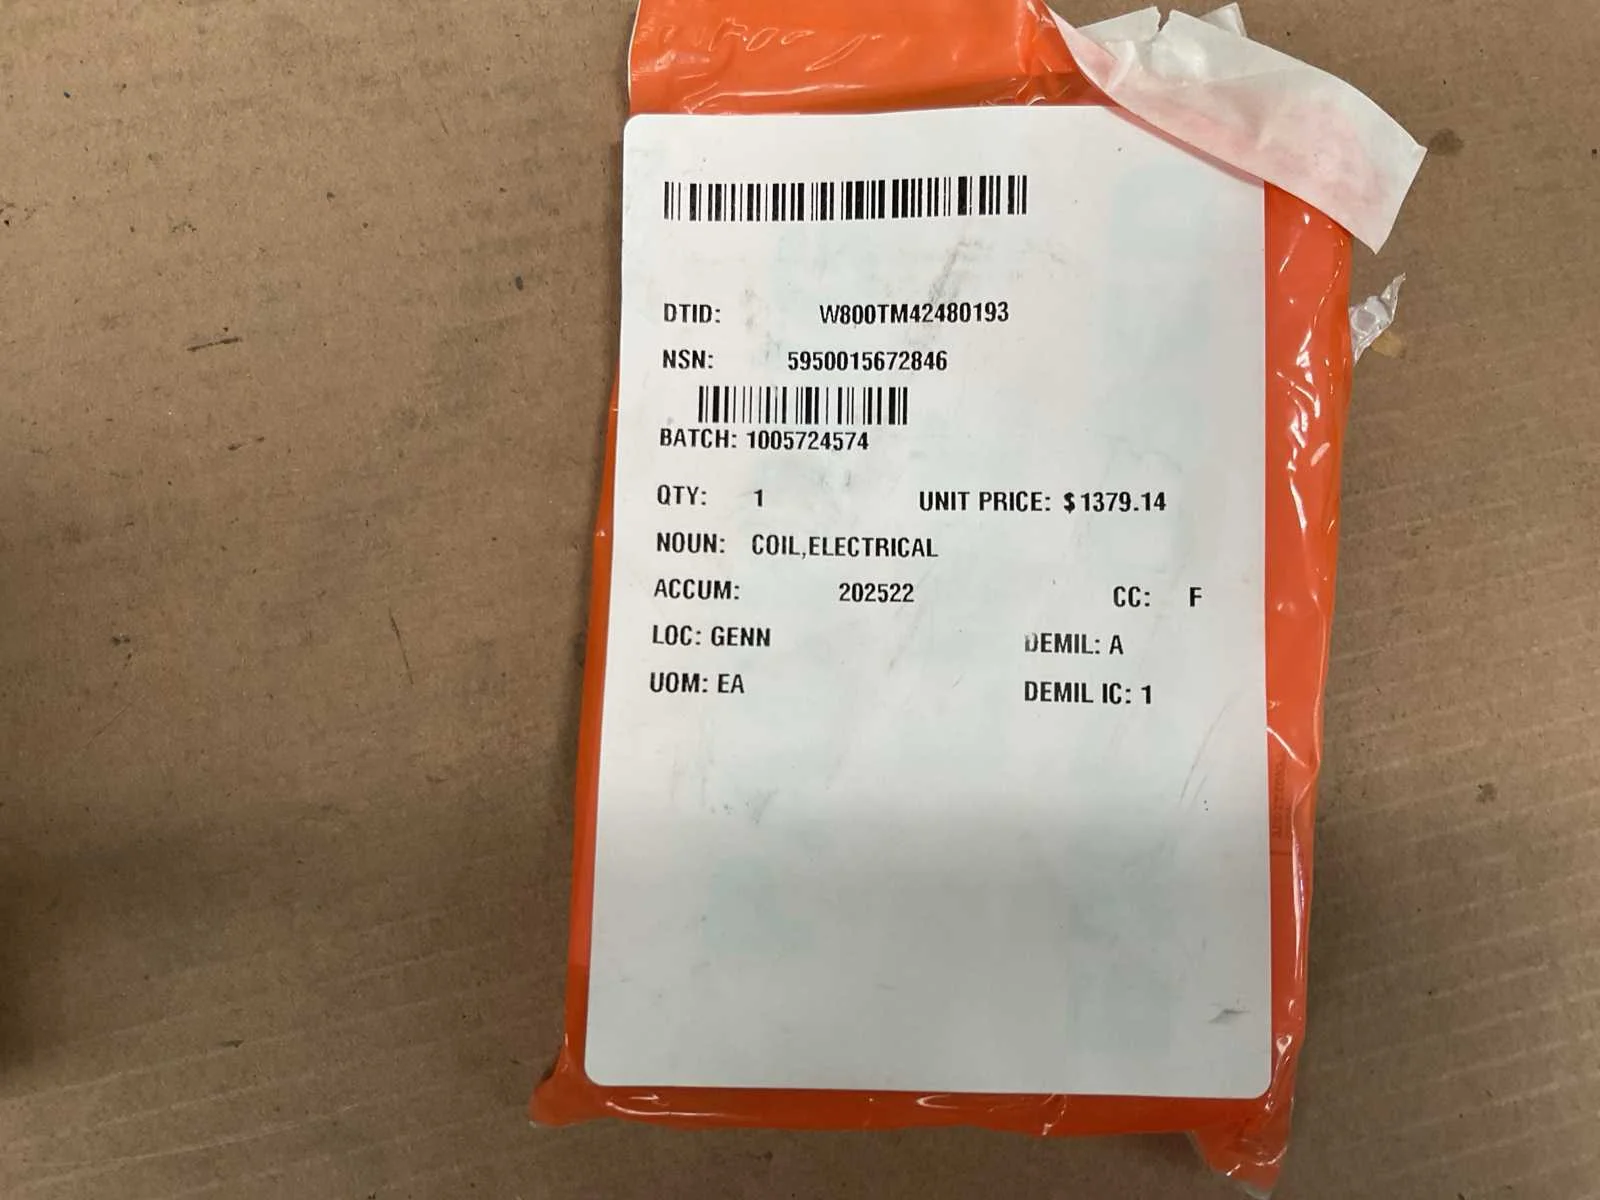 DTID: W800TM42480193
NSN: 5950015672846
BATCH: 1005724574
QTY: 1 UNIT PRICE: $1379.14
NOUN: COIL,ELECTRICAL
ACCUM: 202522 CC: F
LOC: GENN DEMIL: A
UOM: EA DEMIL IC: 1